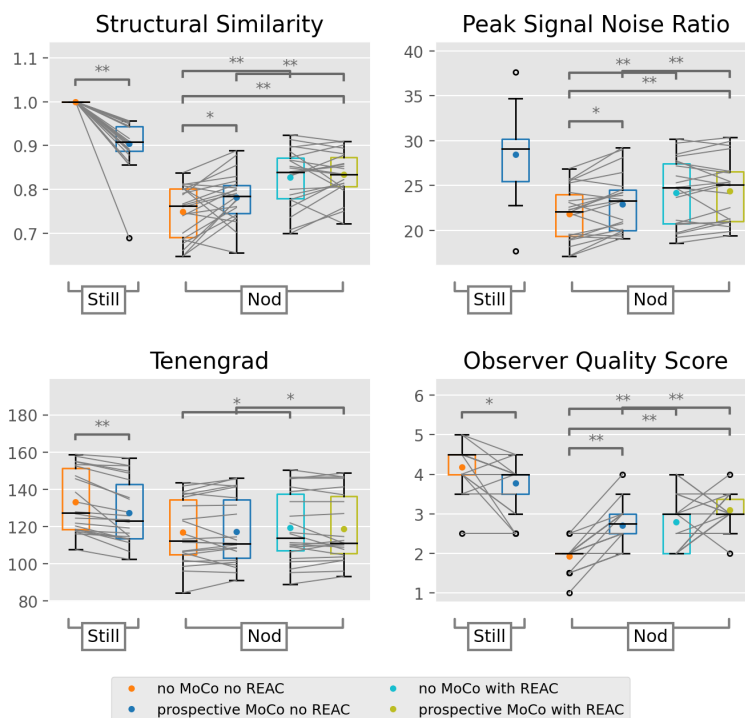 Structural Similarity
1.1
1.0
0.9
0.8
0.7
**
**
**
**
*
Still
Nod
Peak Signal Noise Ratio
40
35
30
25
20
**
**
**
*
Still
Nod
Tenengrad
180
160
140
120
100
80
**
*
*
Still
Nod
Observer Quality Score
6
5
4
3
2
1
*
**
**
**
**
Still
Nod
no MoCo no REAC
prospective MoCo no REAC
no MoCo with REAC
prospective MoCo with REAC